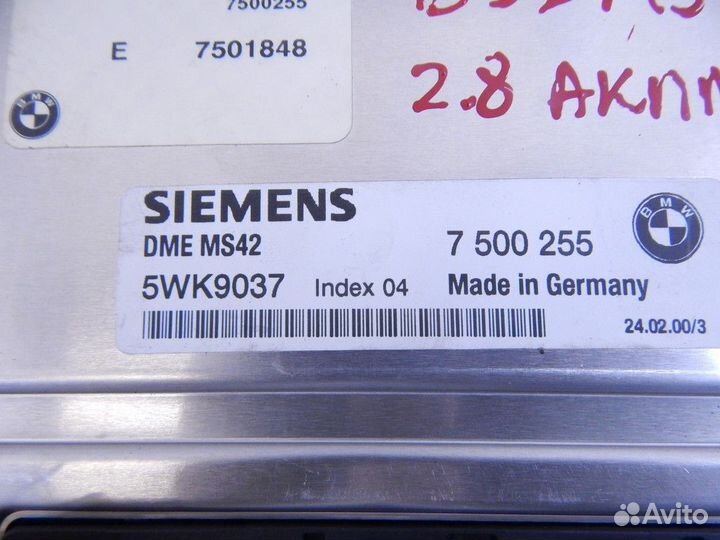 7500255
E 7501848
BMW
2.8 АКПП
SIEMENS
DME MS42 7 500 255
BMW
5WK9037 Index 04 Made in Germany
24.02.00/3
Avito